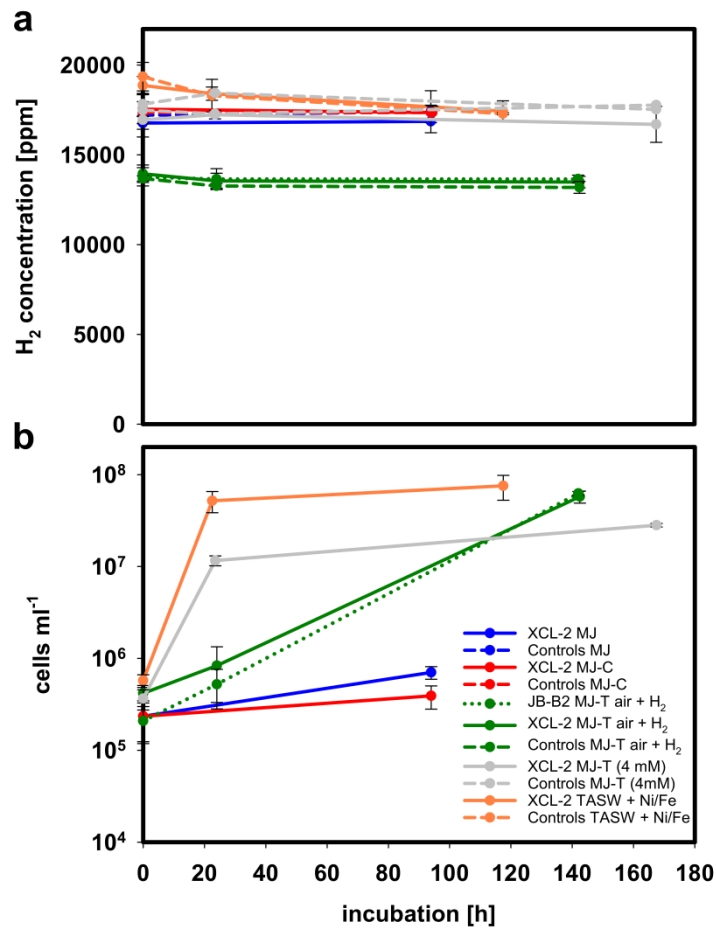 a
H2 concentration [ppm]
20000
15000
10000
5000
0
b
cells ml-1
10^8
10^7
10^6
10^5
10^4
XCL-2 MJ
Controls MJ
XCL-2 MJ-C
Controls MJ-C
JB-B2 MJ-T air + H2
XCL-2 MJ-T air + H2
Controls MJ-T air + H2
XCL-2 MJ-T (4 mM)
Controls MJ-T (4mM)
XCL-2 TASW + Ni/Fe
Controls TASW + Ni/Fe
0 20 40 60 80 100 120 140 160 180
incubation [h]